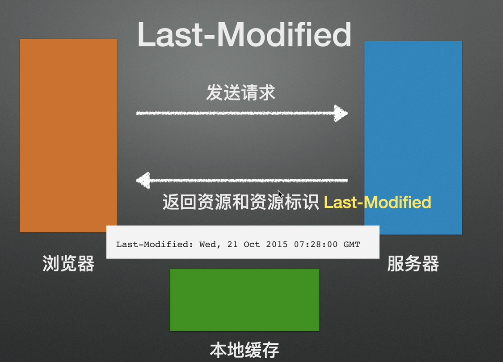 Last-Modified
发送请求
返回资源和资源标识 Last-Modified
Last-Modified: Wed, 21 Oct 2015 07:28:00 GMT
浏览器
服务器
本地缓存